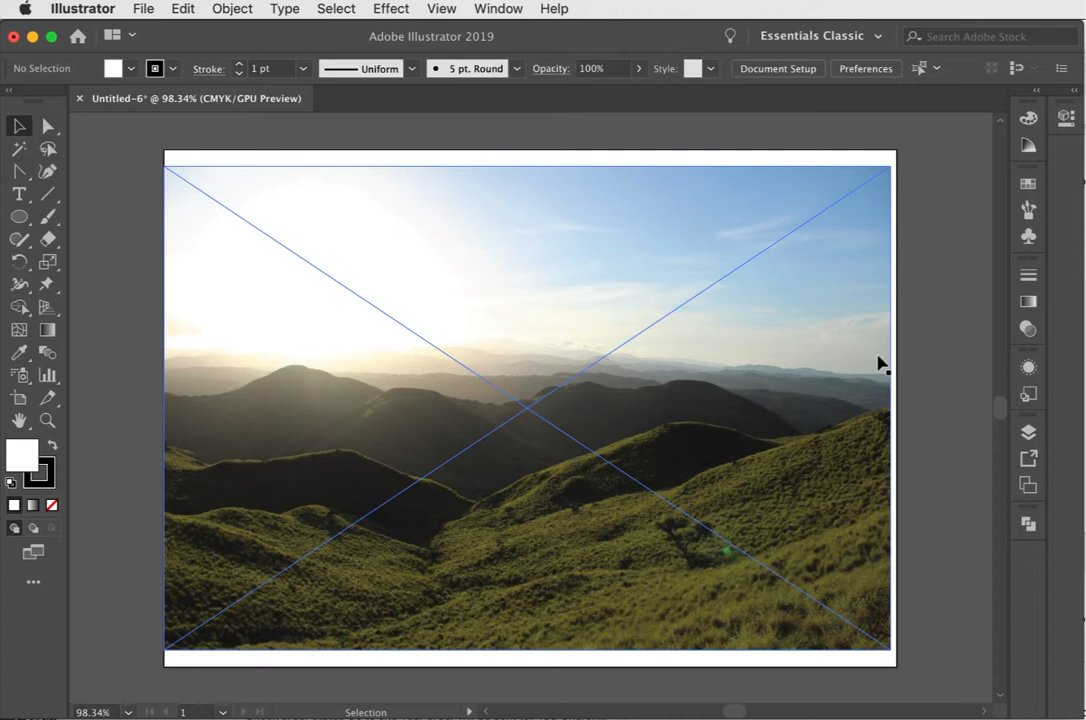 Illustrator File Edit Object Type Select Effect View Window Help
Adobe Illustrator 2019
Essentials Classic
Search Adobe Stock
No Selection
Stroke: 1 pt
Uniform
5 pt. Round
Opacity: 100%
Style:
Document Setup
Preferences
Untitled-6* @ 98.34% (CMYK/GPU Preview)
98.34%
1
Selection